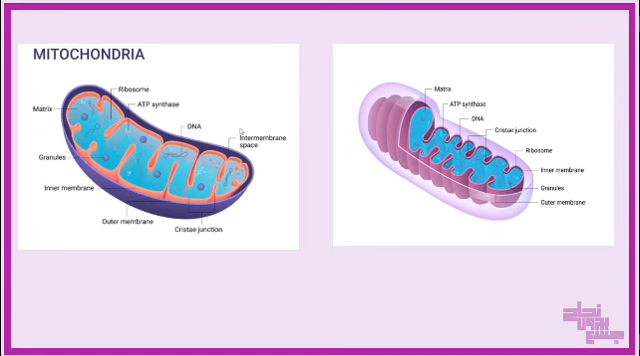 MITOCHONDRIA
Ribosome
ATP synthase
Matrix
DNA
Intermembrane
space
Granules
Inner membrane
Outer membrane
Cristae junction
Matrix
ATP synthase
DNA
Cristae junction
Ribosome
Inner membrane
Granules
Outer membrane